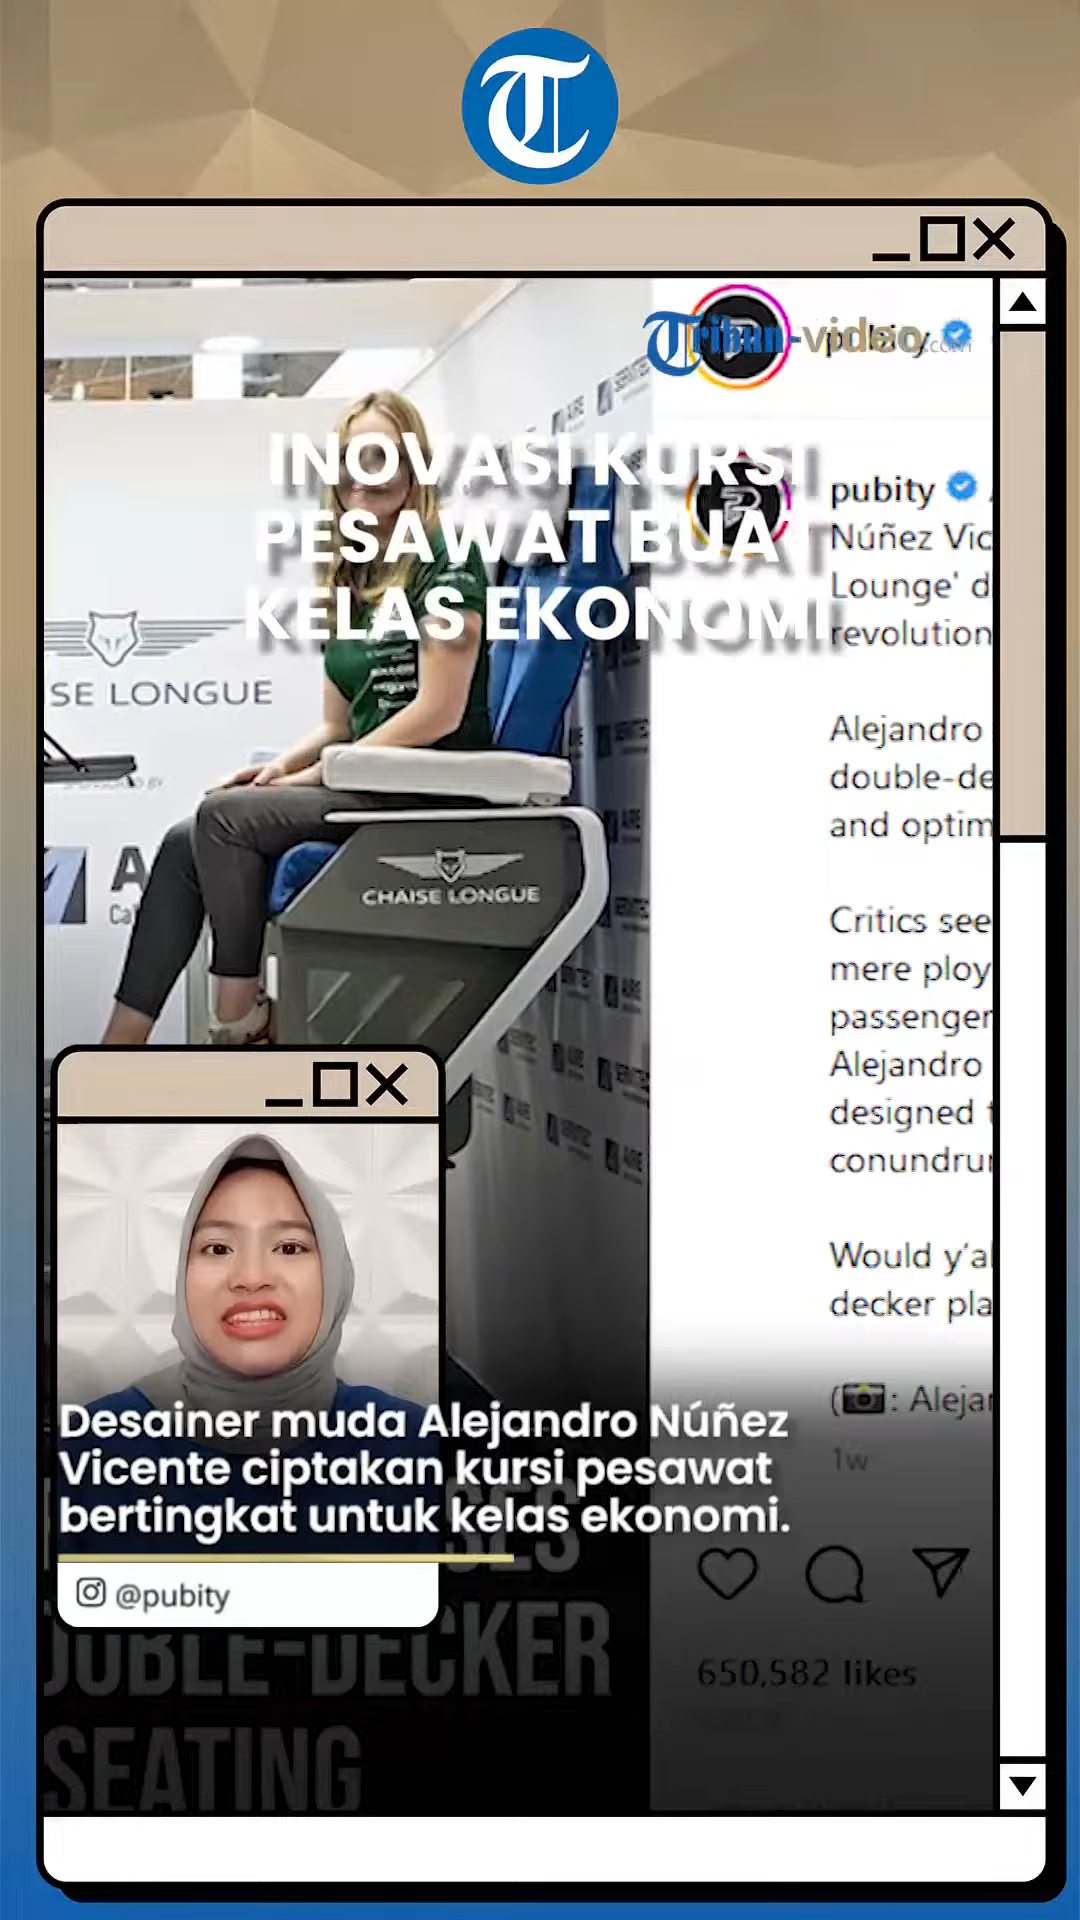 T
Tribun-video.com
pubity
INOVASI KURSI
PESAWAT BUAT
KELAS EKONOMI
pubity
Núñez Vic
Lounge' d
revolution
SE LONGUE
Alejandro
double-de
and optim
CHAISE LONGUE
Critics see
mere ploy
passenger
Alejandro
designed t
conundru
Would y'al
decker pla
(📷: Alejan
1w
Desainer muda Alejandro Núñez
Vicente ciptakan kursi pesawat
bertingkat untuk kelas ekonomi.
@pubity
DOUBLE-DECKER
SEATING
650,582 likes